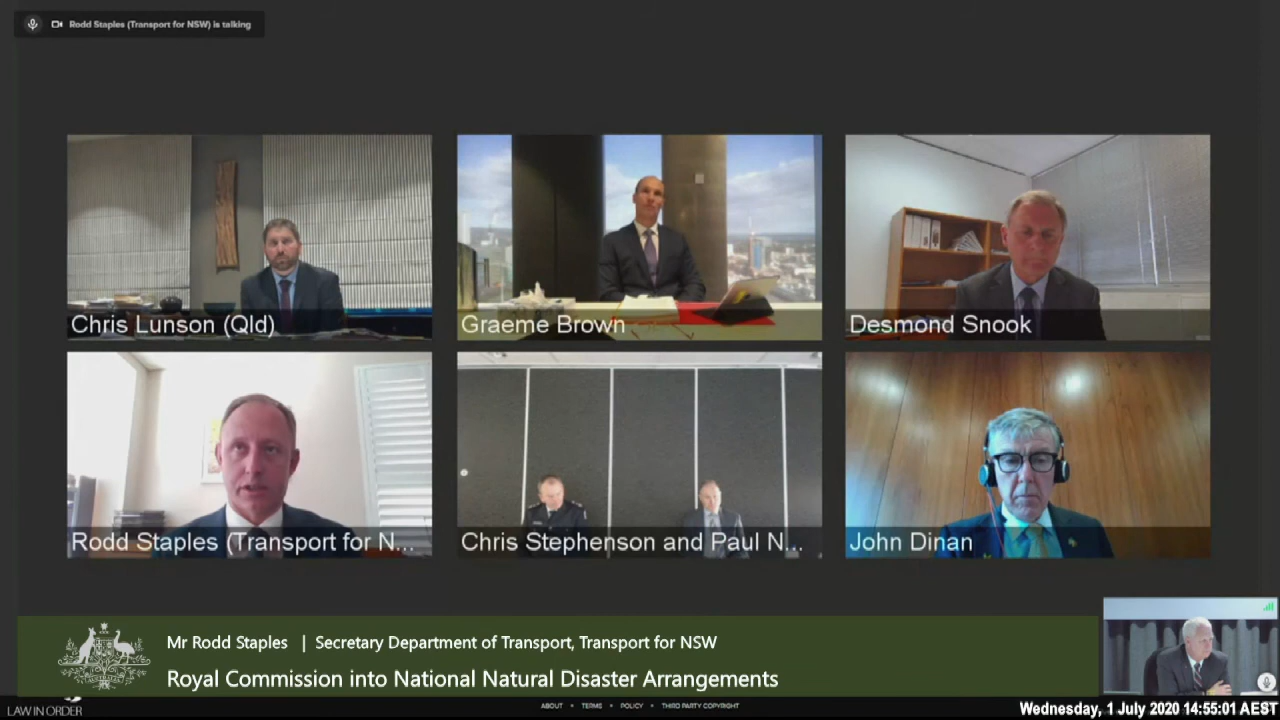 Rodd Staples (Transport for NSW) is talking
Chris Lunson (Qld)
Graeme Brown
Desmond Snook
Rodd Staples (Transport for N...
Chris Stephenson and Paul N...
John Dinan
Mr Rodd Staples | Secretary Department of Transport, Transport for NSW
Royal Commission into National Natural Disaster Arrangements
LAW IN ORDER
ABOUT • TERMS • POLICY • THIRD PARTY COPYRIGHT
Wednesday, 1 July 2020 14:55:01 AEST